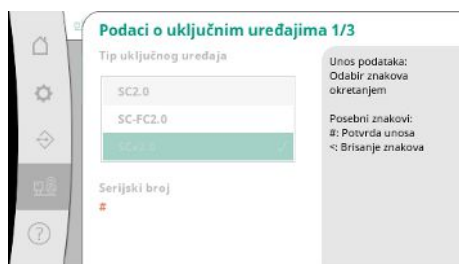 Podaci o uključnim uređajima 1/3
Tip uključnog uređaja
SC2.0
SC-FC2.0
Serijski broj
#
Unos podataka:
Odabir znakova
okretanjem
Posebni znakovi:
#: Potvrda unosa
<: Brisanje znakova